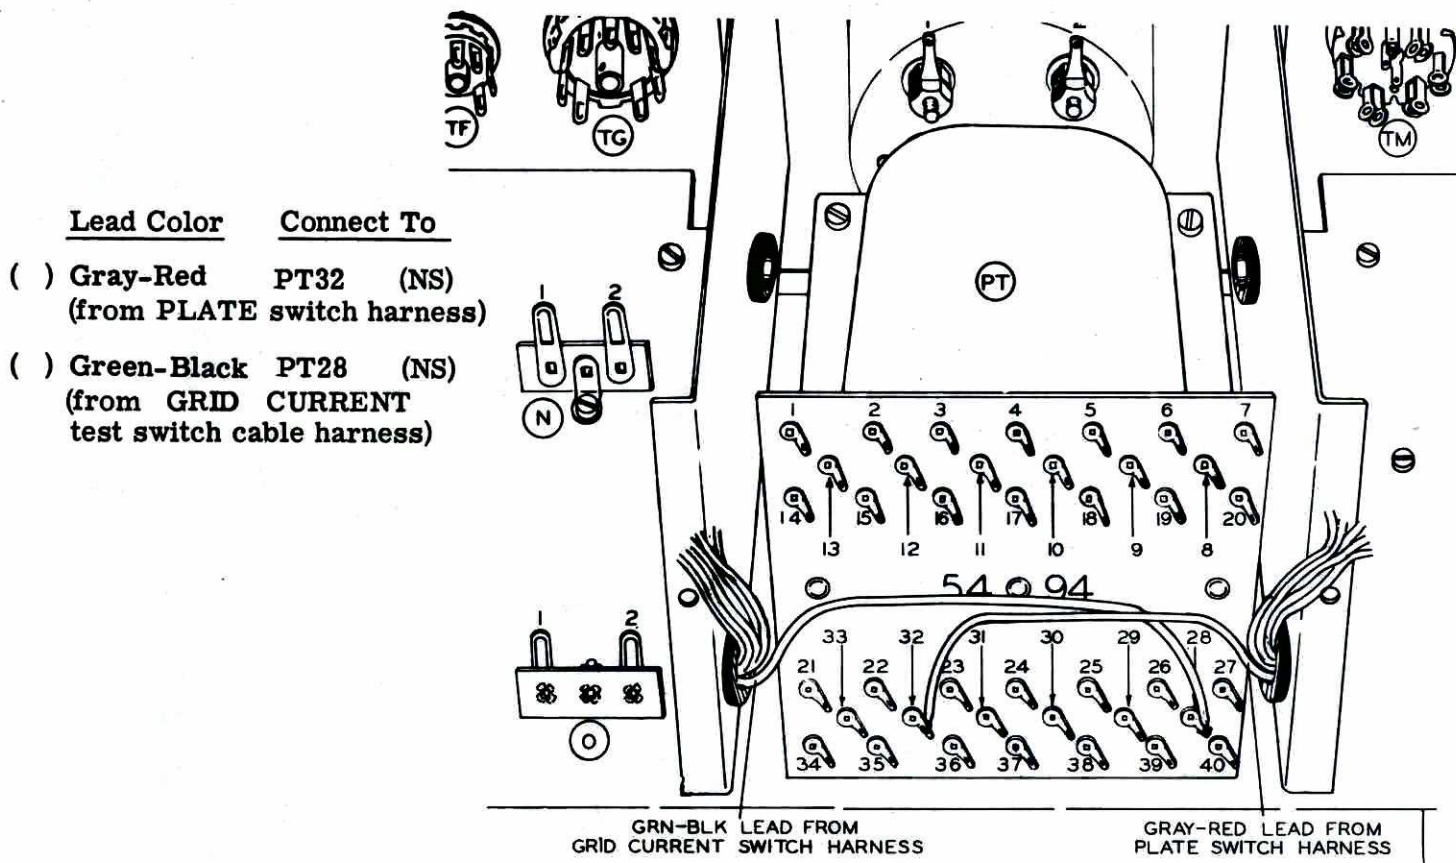 TF
TG
TM
Lead Color Connect To
( ) Gray-Red PT32 (NS)
(from PLATE switch harness)
( ) Green-Black PT28 (NS)
(from GRID CURRENT
test switch cable harness)
1 2
N
PT
1 2 3 4 5 6 7
14 15 16 17 18 19 20
13 12 11 10 9 8
54 94
1 2
O
33 32 31 30 29 28
21 22 23 24 25 26 27
34 35 36 37 38 39 40
GRN-BLK LEAD FROM
GRID CURRENT SWITCH HARNESS
GRAY-RED LEAD FROM
PLATE SWITCH HARNESS